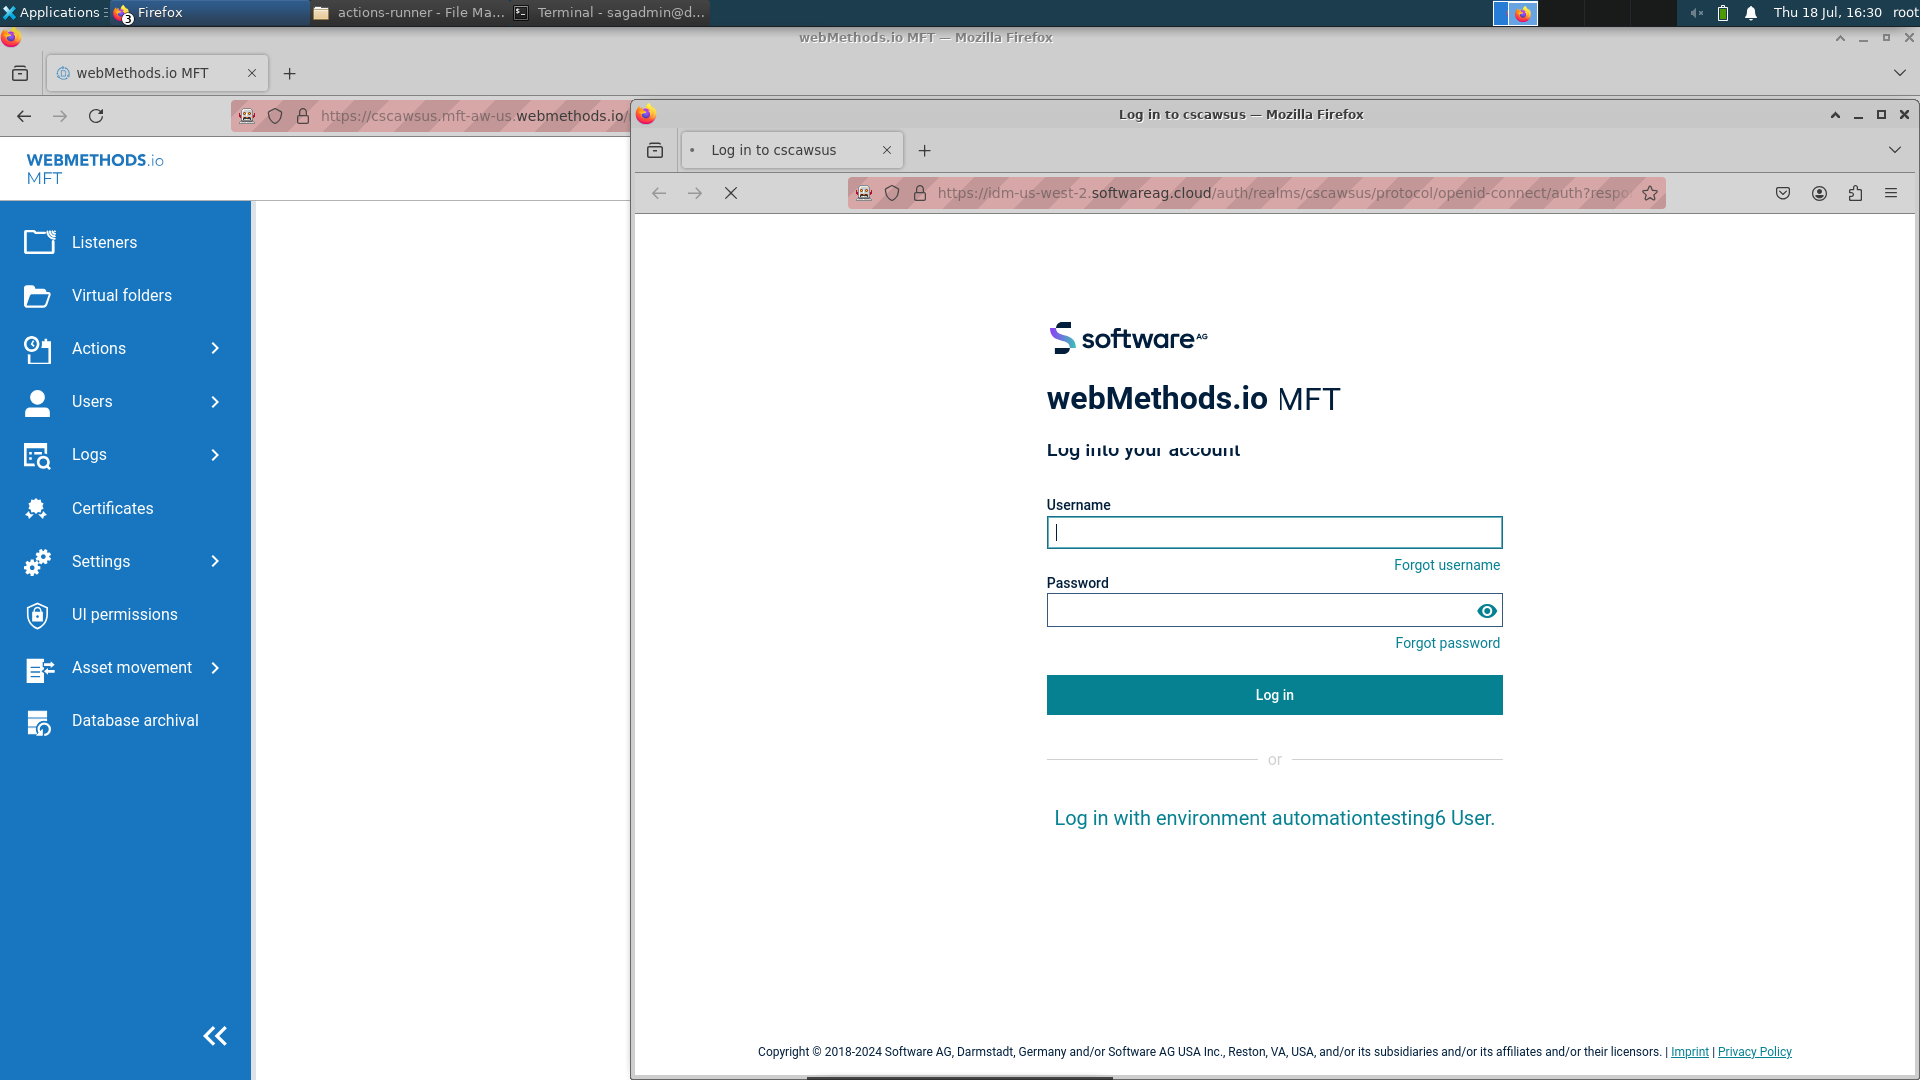 Applications
3
Firefox
actions-runner - File Ma...
Terminal - sagadmin@d...
Thu 18 Jul, 16:30
root
webMethods.io MFT — Mozilla Firefox
webMethods.io MFT
https://cscawsus.mft-aw-us.webmethods.io/
WEBMETHODS.io
MFT
Listeners
Virtual folders
Actions
Users
Logs
Certificates
Settings
UI permissions
Asset movement
Database archival
Log in to cscawsus — Mozilla Firefox
Log in to cscawsus
https://idm-us-west-2.softwareag.cloud/auth/realms/cscawsus/protocol/openid-connect/auth?respo
software AG
webMethods.io MFT
Log into your account
Username
Forgot username
Password
Forgot password
Log in
or
Log in with environment automationtesting6 User.
Copyright © 2018-2024 Software AG, Darmstadt, Germany and/or Software AG USA Inc., Reston, VA, USA, and/or its subsidiaries and/or its affiliates and/or their licensors. | Imprint | Privacy Policy